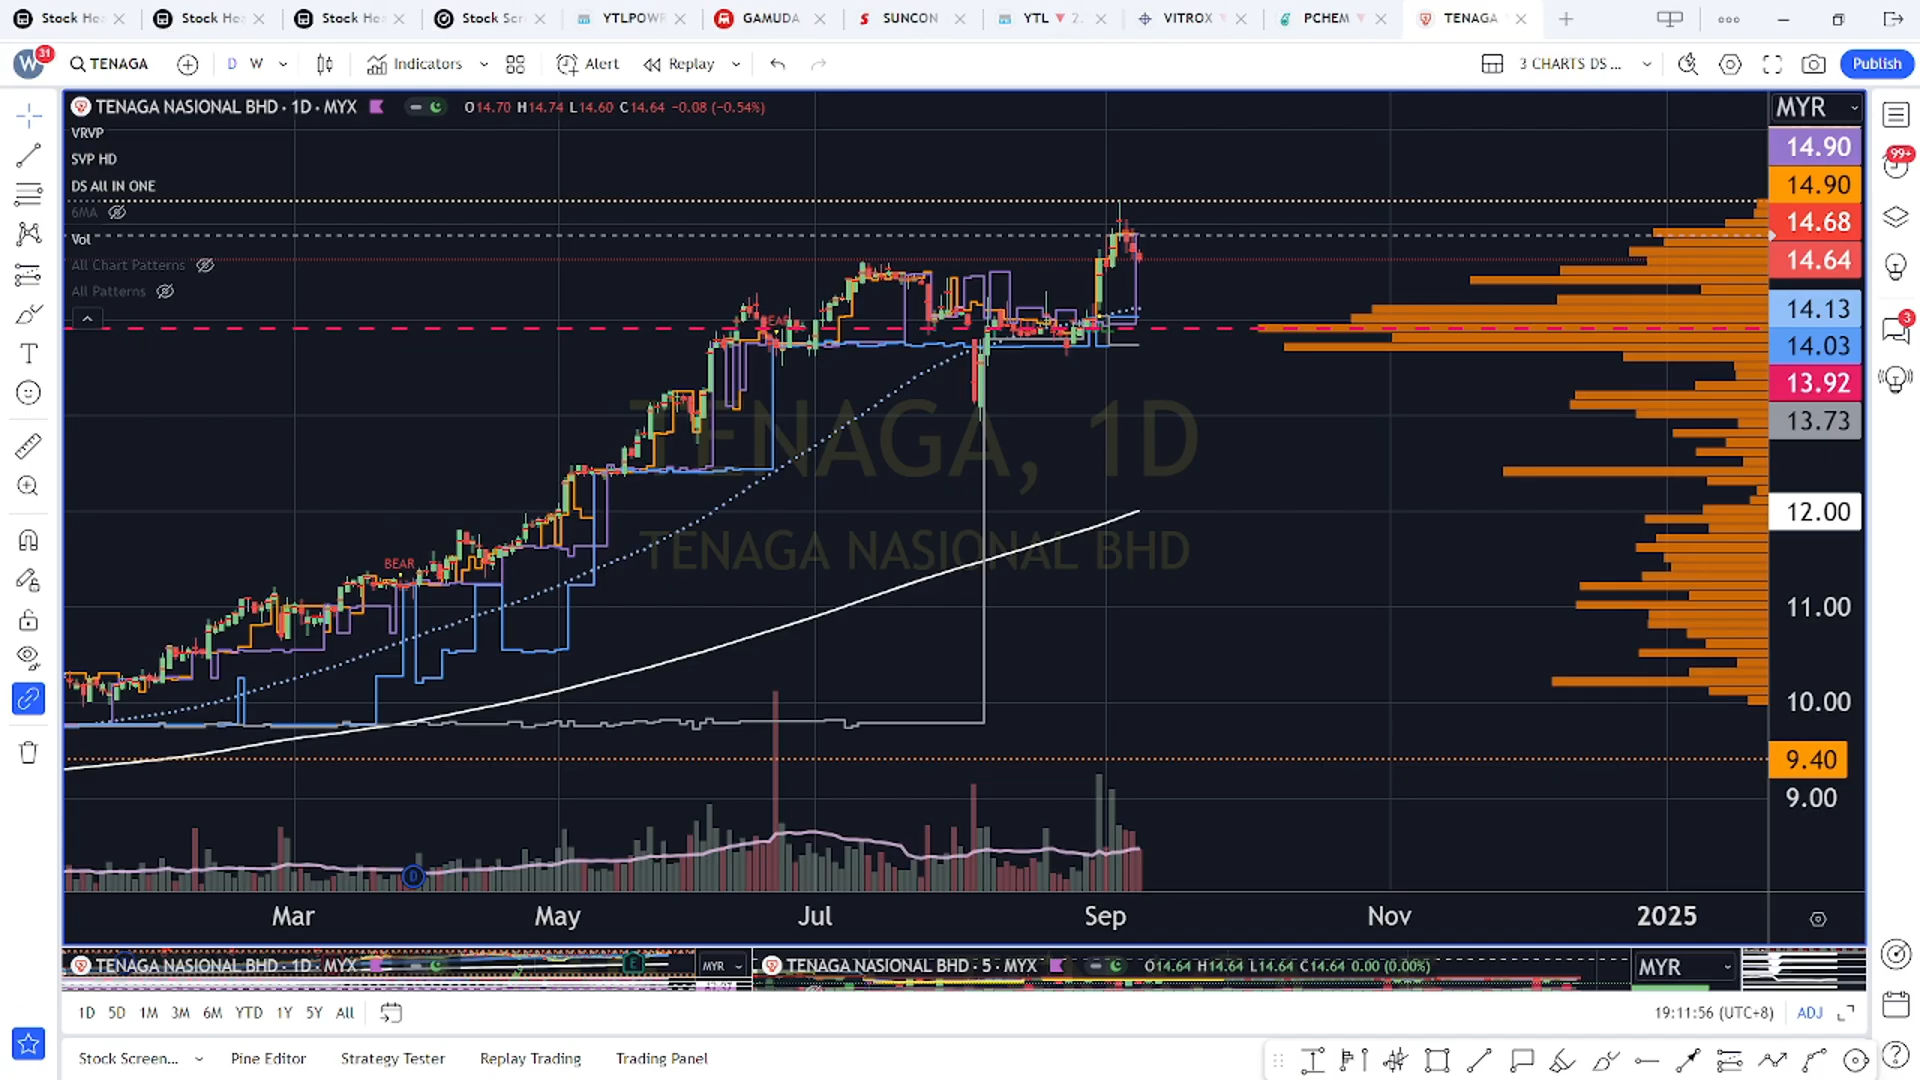 Stock He
Stock Hea
Stock He
Stock Scr
YTLPOWR
GAMUDA
SUNCON
YTL ▼ 2.
VITROX
PCHEM
TENAGA
W 31
TENAGA
D W
Indicators
Alert
Replay
3 CHARTS DS ...
Publish
TENAGA NASIONAL BHD · 1D · MYX
O14.70 H14.74 L14.60 C14.64 −0.08 (−0.54%)
MYR
VRVP
SVP HD
DS All IN ONE
6MA
Vol
All Chart Patterns
All Patterns
14.90
14.90
14.68
14.64
14.13
14.03
13.92
13.73
12.00
11.00
10.00
9.40
9.00
99+
3
BEAR
TENAGA, 1D
TENAGA NASIONAL BHD
D
Mar
May
Jul
Sep
Nov
2025
TENAGA NASIONAL BHD · 1D · MYX
E
MYR
TENAGA NASIONAL BHD · 5 · MYX
O14.64 H14.64 L14.64 C14.64 0.00 (0.00%)
MYR
1D 5D 1M 3M 6M YTD 1Y 5Y All
19:11:56 (UTC+8)
ADJ
Stock Screen...
Pine Editor
Strategy Tester
Replay Trading
Trading Panel